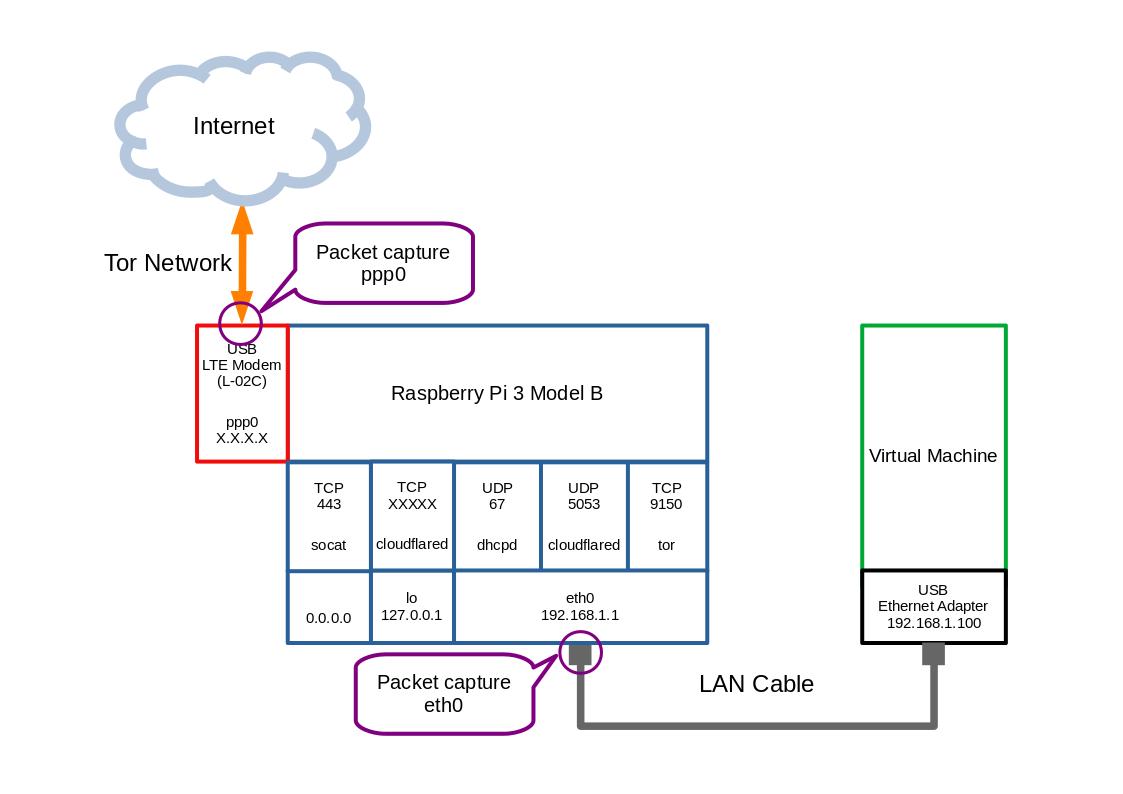 Internet
Tor Network
Packet capture
ppp0
USB
LTE Modem
(L-02C)
ppp0
X.X.X.X
Raspberry Pi 3 Model B
TCP
443
socat
TCP
XXXXX
cloudflared
UDP
67
dhcpd
UDP
5053
cloudflared
TCP
9150
tor
0.0.0.0
lo
127.0.0.1
eth0
192.168.1.1
Virtual Machine
USB
Ethernet Adapter
192.168.1.100
Packet capture
eth0
LAN Cable